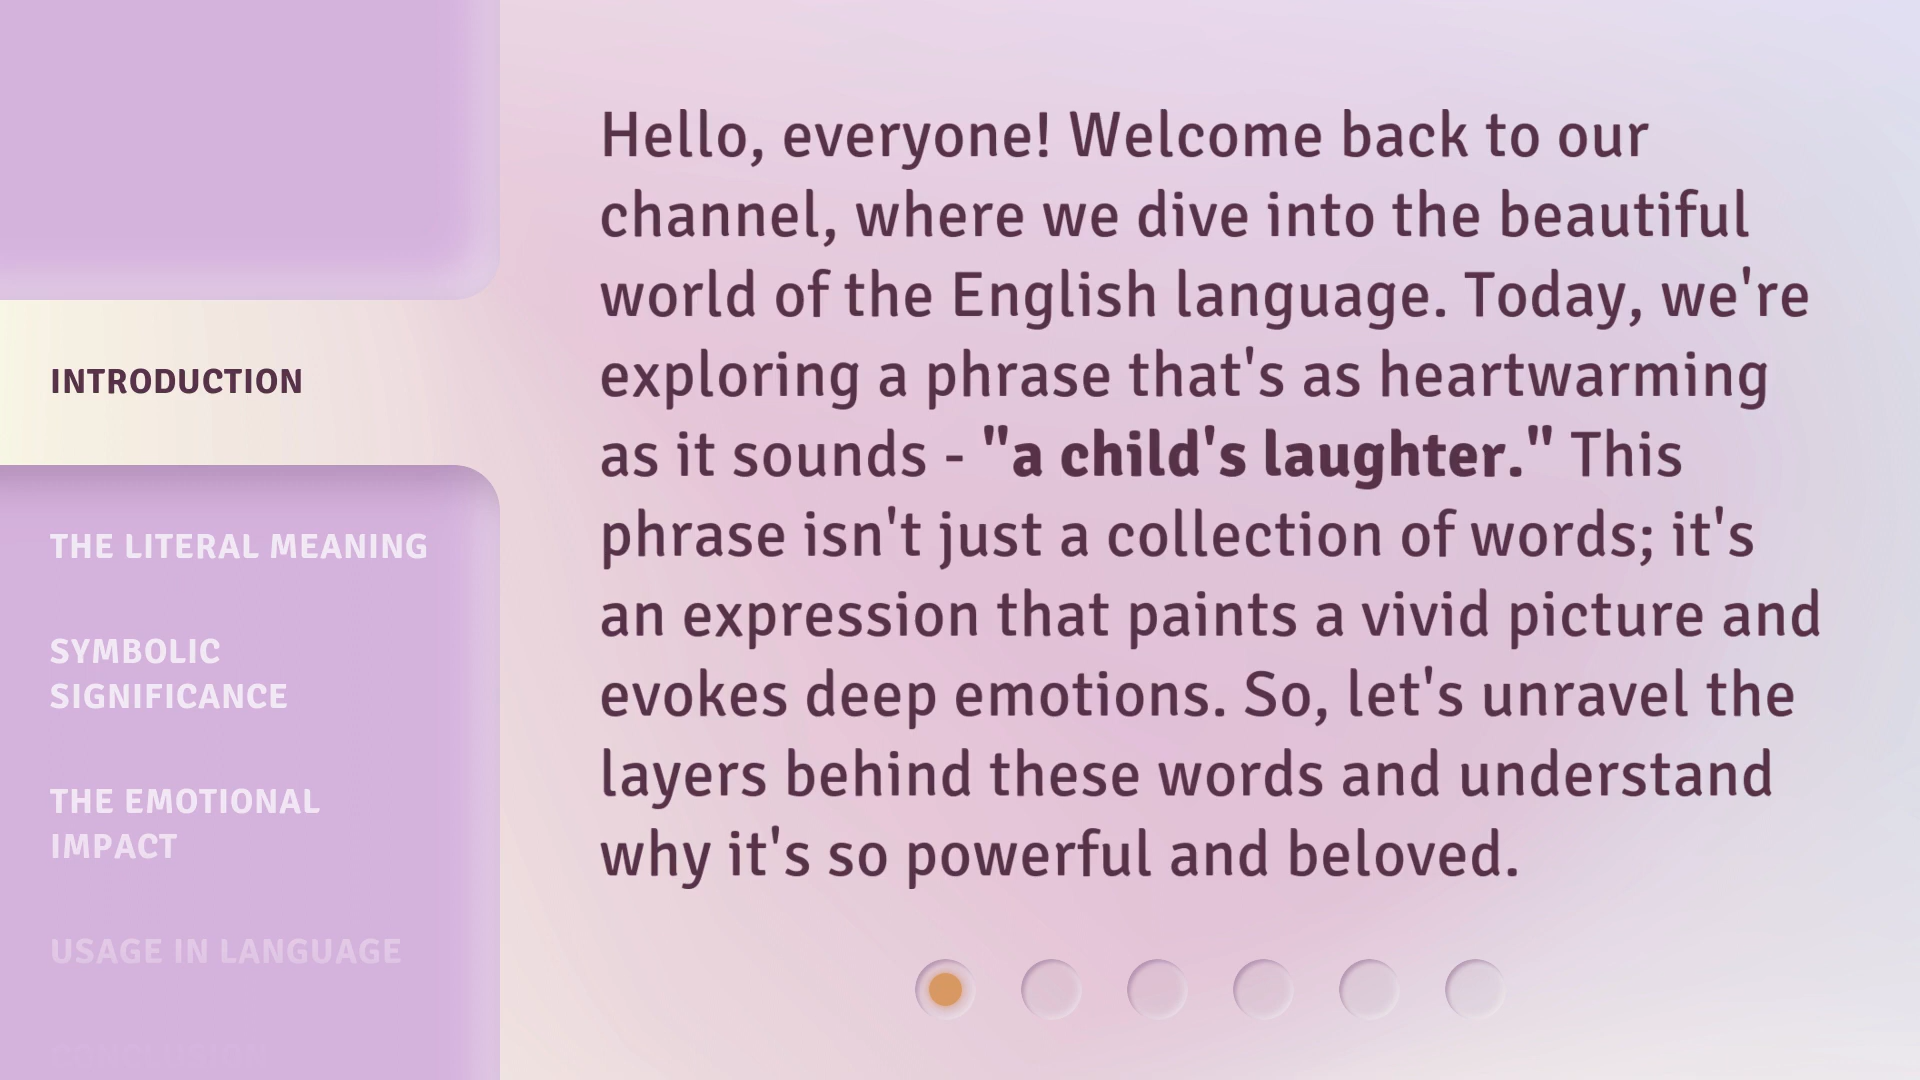 INTRODUCTION
THE LITERAL MEANING
SYMBOLIC
SIGNIFICANCE
THE EMOTIONAL
IMPACT
USAGE IN LANGUAGE
CONCLUSION
Hello, everyone! Welcome back to our
channel, where we dive into the beautiful
world of the English language. Today, we're
exploring a phrase that's as heartwarming
as it sounds - "a child's laughter." This
phrase isn't just a collection of words; it's
an expression that paints a vivid picture and
evokes deep emotions. So, let's unravel the
layers behind these words and understand
why it's so powerful and beloved.